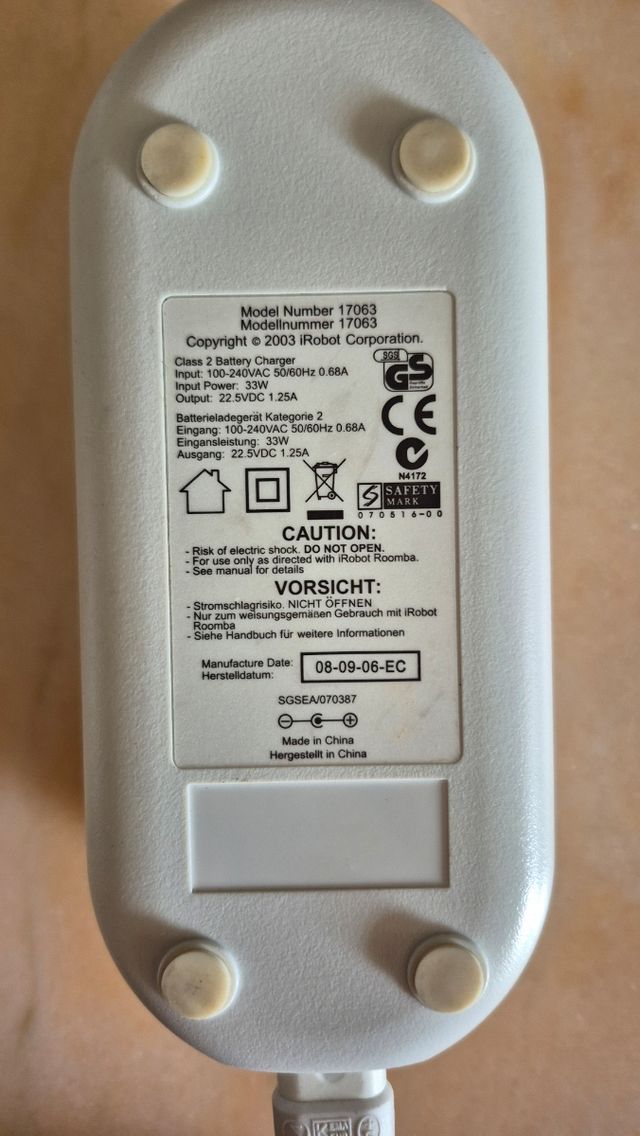 Model Number 17063
Modellnummer 17063
Copyright © 2003 iRobot Corporation.
Class 2 Battery Charger
Input: 100-240VAC 50/60Hz 0.68A
Input Power: 33W
Output: 22.5VDC 1.25A
SGS
GS
Batterieladegerät Kategorie 2
Eingang: 100-240VAC 50/60Hz 0.68A
Eingansleistung: 33W
Ausgang: 22.5VDC 1.25A
CE
N4172
SAFETY
MARK
070516-00
CAUTION:
- Risk of electric shock. DO NOT OPEN.
- For use only as directed with iRobot Roomba.
- See manual for details
VORSICHT:
- Stromschlagrisiko. NICHT ÖFFNEN
- Nur zum weisungsgemäßen Gebrauch mit iRobot
Roomba
- Siehe Handbuch für weitere Informationen
Manufacture Date: 08-09-06-EC
Herstelldatum:
SGSEA/070387
Made in China
Hergestellt in China